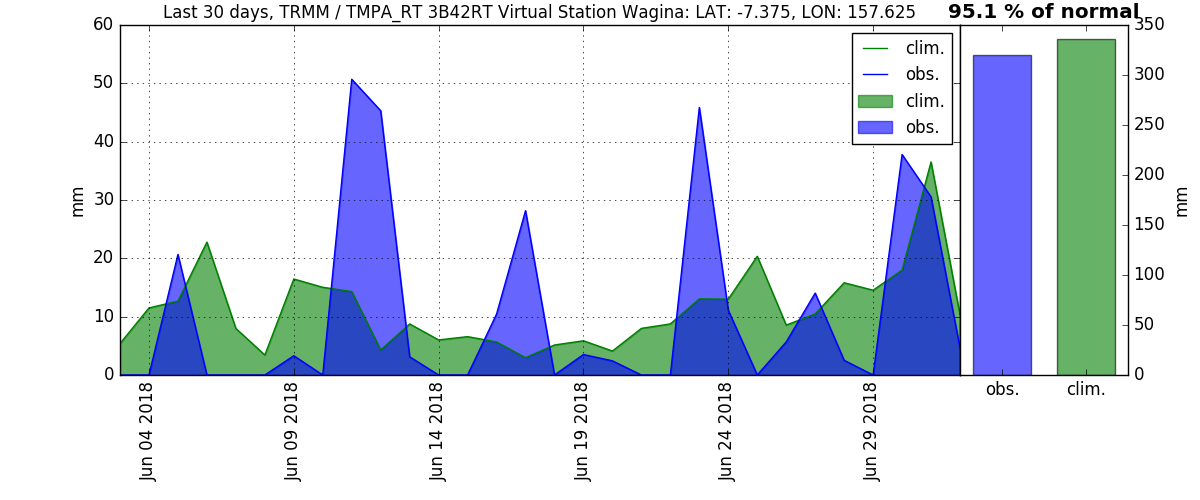 Last 30 days, TRMM / TMPA_RT 3B42RT Virtual Station Wagina: LAT: -7.375, LON: 157.625
95.1 % of normal
60
50
40
30
20
10
0
mm
clim.
obs.
clim.
obs.
Jun 04 2018
Jun 09 2018
Jun 14 2018
Jun 19 2018
Jun 24 2018
Jun 29 2018
350
300
250
200
150
100
50
0
mm
obs.
clim.